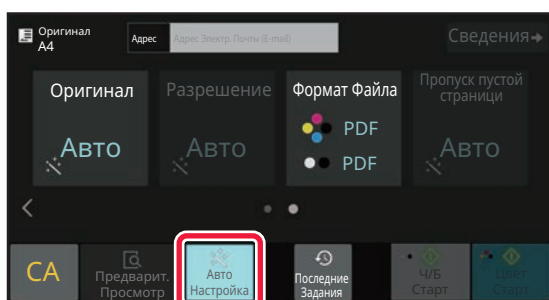 Оригинал
A4
Адрес
Адрес Электр. Почты (E-mail)
Сведения
Оригинал
Авто
Разрешение
Авто
Формат Файла
PDF
PDF
Пропуск пустой
страници
Авто
CA
Предварит.
Просмотр
Авто
Настройка
Последние
Задания
Ч/Б
Старт
Цвет
Старт